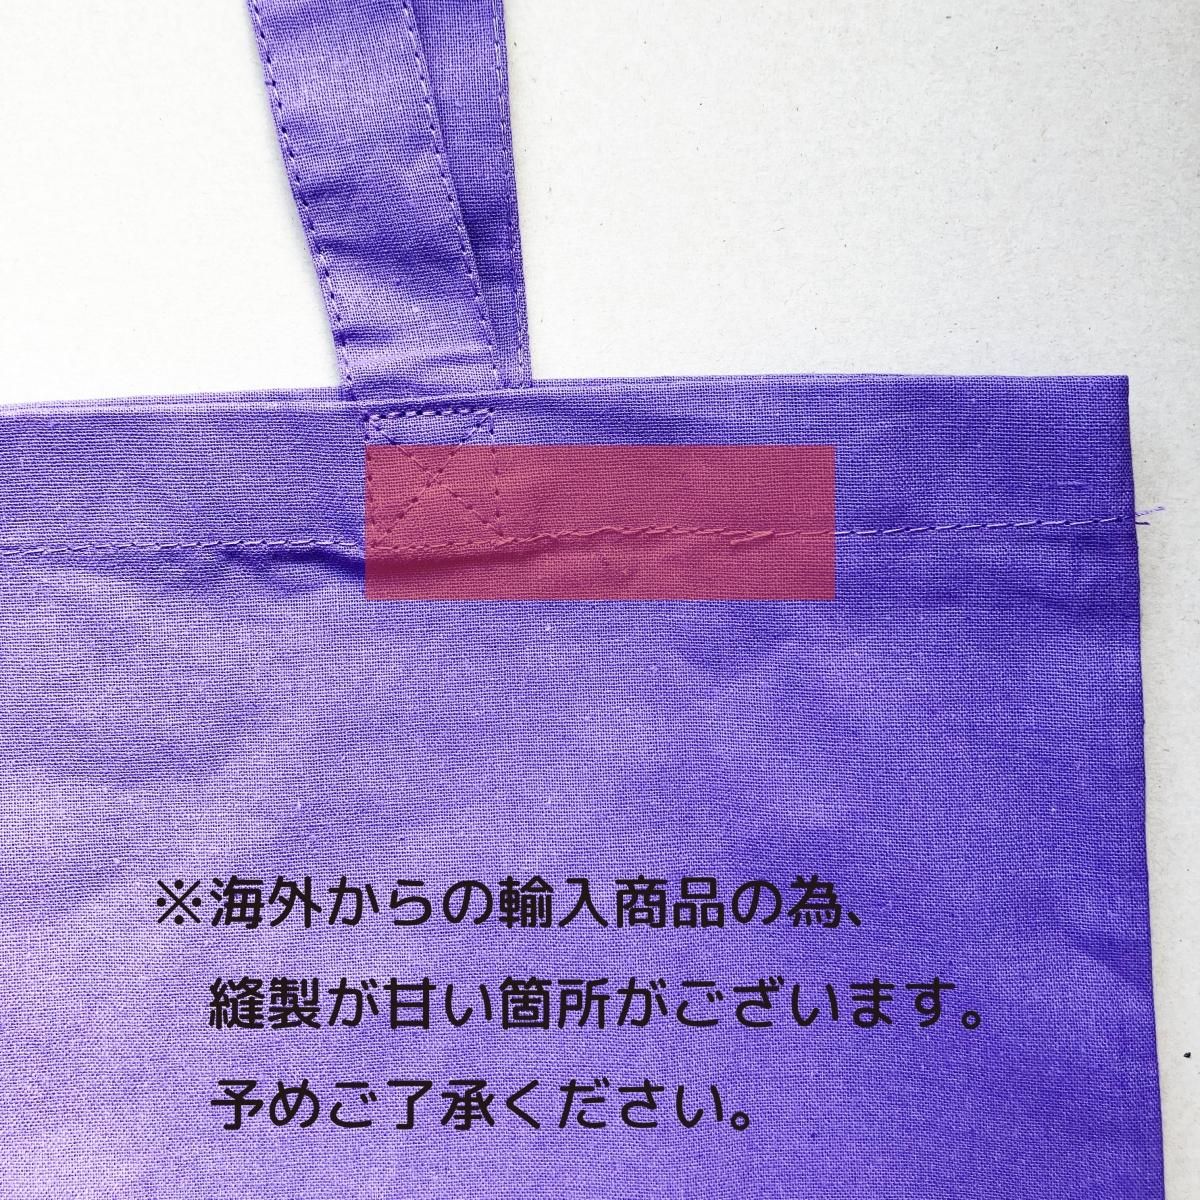 ※海外からの輸入商品の為、
縫製が甘い箇所がございます。
予めご了承ください。